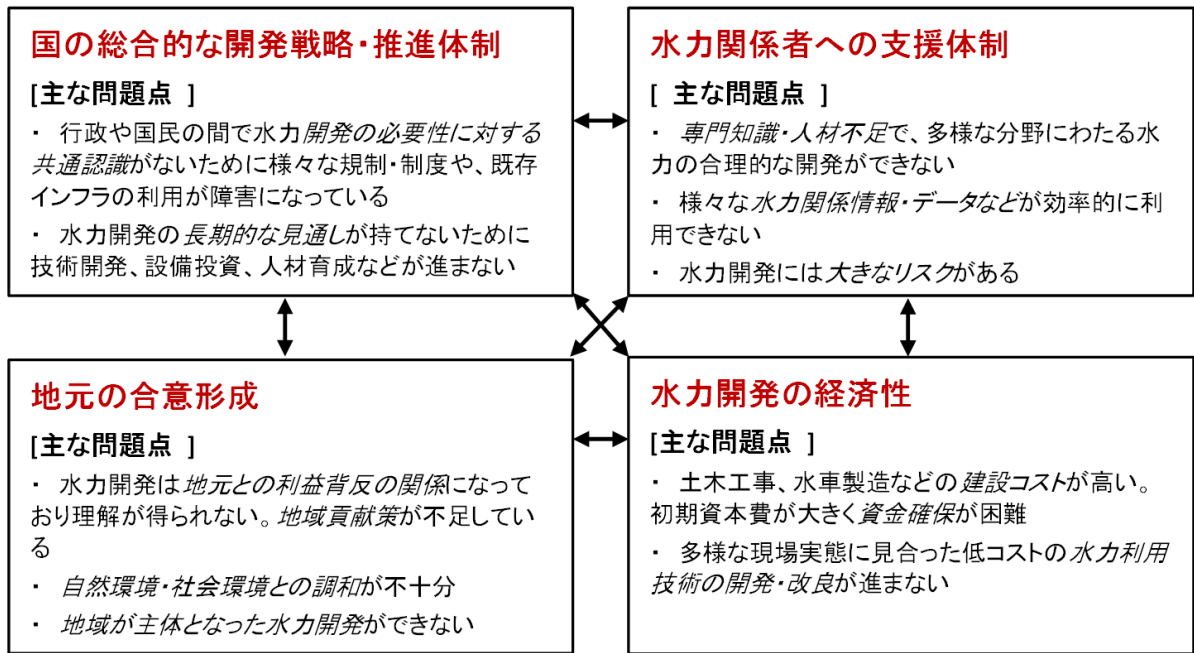 国の総合的な開発戦略・推進体制
[主な問題点 ]
・ 行政や国民の間で水力開発の必要性に対する
共通認識がないために様々な規制・制度や、既存
インフラの利用が障害になっている
・ 水力開発の長期的な見通しが持てないために
技術開発、設備投資、人材育成などが進まない
水力関係者への支援体制
[ 主な問題点 ]
・ 専門知識・人材不足で、多様な分野にわたる水
力の合理的な開発ができない
・ 様々な水力関係情報・データなどが効率的に利
用できない
・ 水力開発には大きなリスクがある
地元の合意形成
[主な問題点 ]
・ 水力開発は地元との利益背反の関係になって
おり理解が得られない。地域貢献策が不足してい
る
・ 自然環境・社会環境との調和が不十分
・ 地域が主体となった水力開発ができない
水力開発の経済性
[主な問題点 ]
・ 土木工事、水車製造などの建設コストが高い。
初期資本費が大きく資金確保が困難
・ 多様な現場実態に見合った低コストの水力利用
技術の開発・改良が進まない